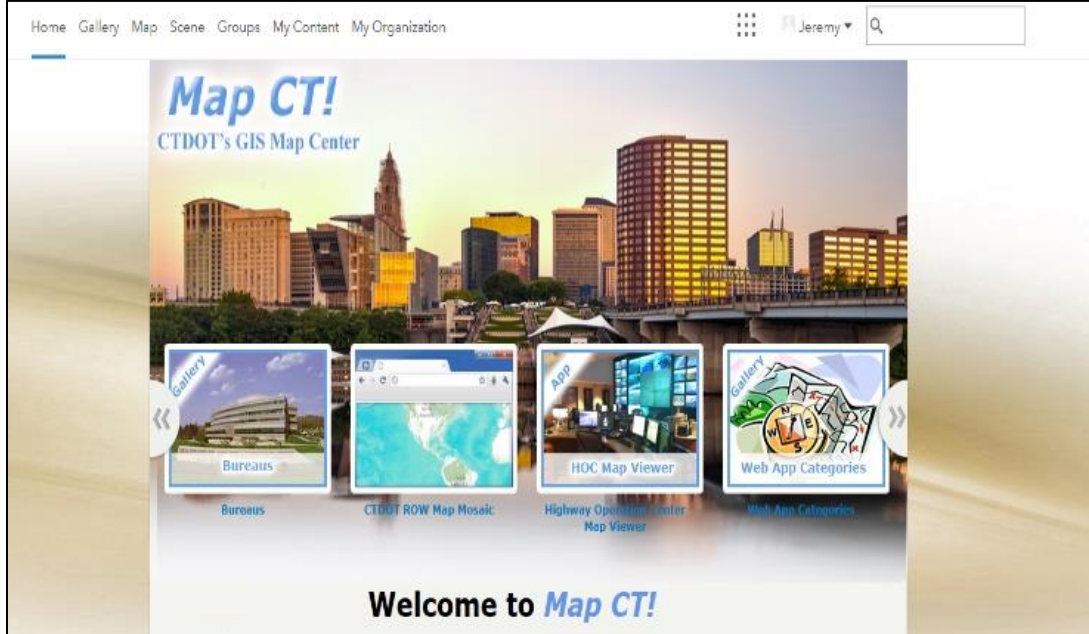 Home Gallery Map Scene Groups My Content My Organization Jeremy
Map CT!
CTDOT's GIS Map Center
Gallery
Bureaus
Bureaus
CTDOT ROW Map Mosaic
App
HOC Map Viewer
Highway Operation Center
Map Viewer
Gallery
N
W
E
S
Web App Categories
Web App Categories
Welcome to Map CT!